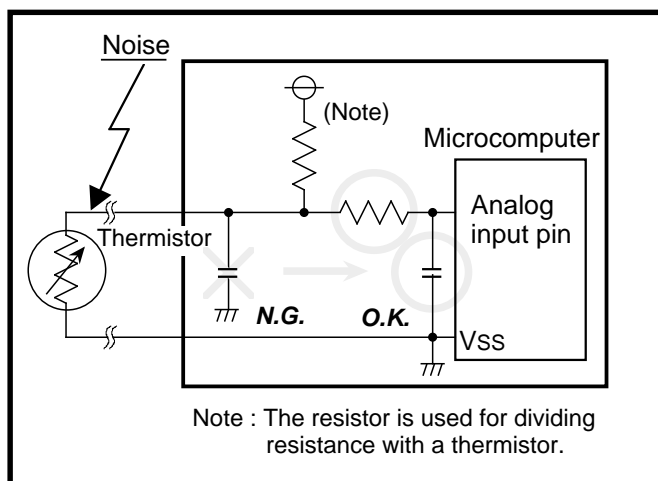 Noise
(Note)
Microcomputer
Thermistor
Analog
input pin
N.G.
O.K.
VSS
Note : The resistor is used for dividing
resistance with a thermistor.